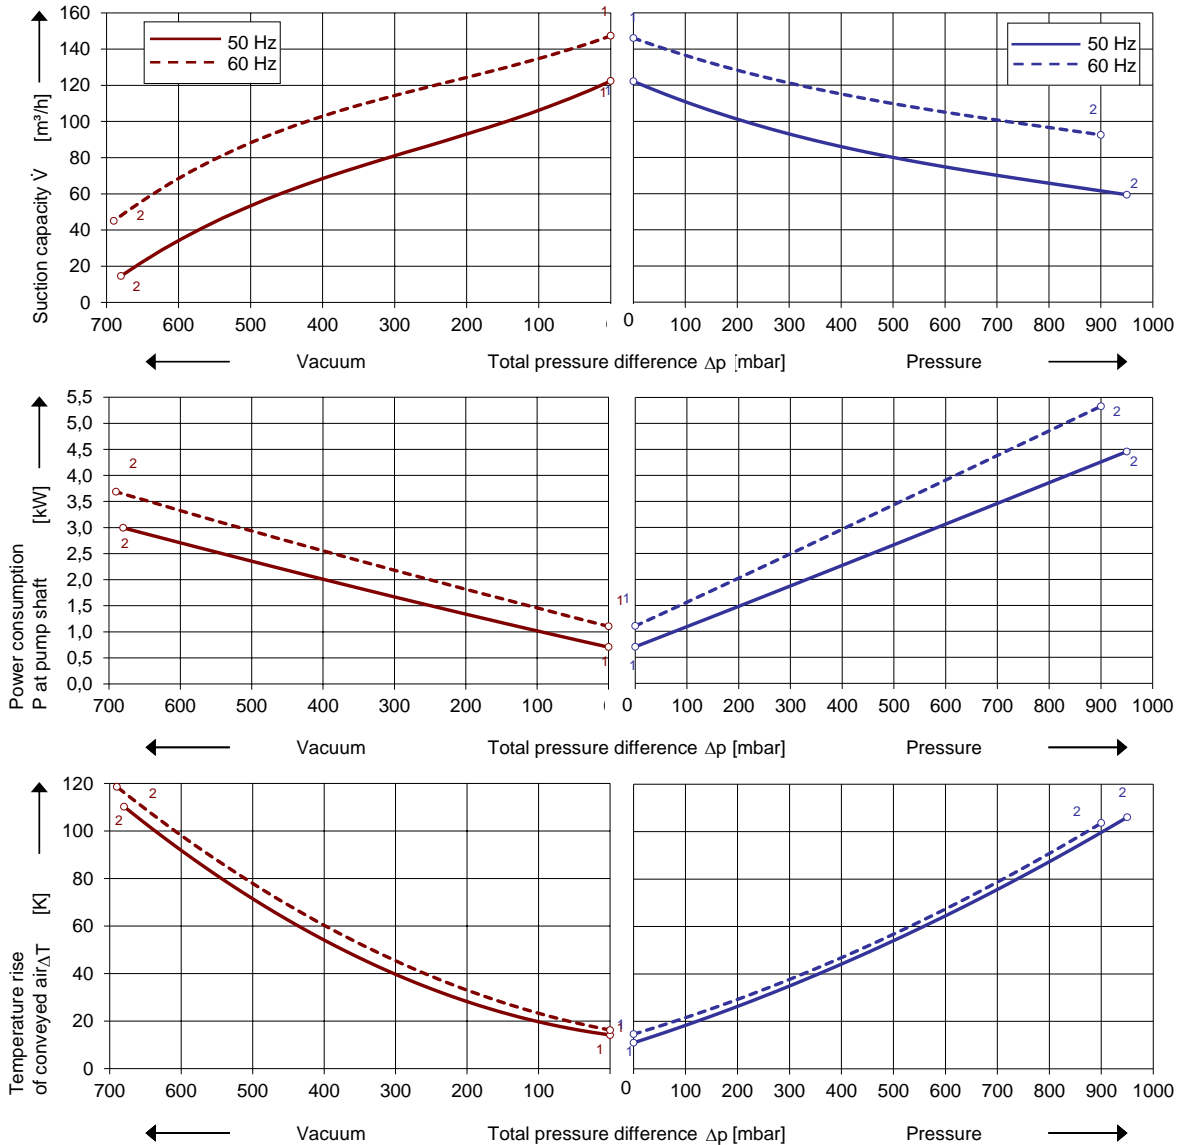 Suction capacity V̇ [m³/h]
160
140
120
100
80
60
40
20
0
50 Hz
60 Hz
1
1
2
2
700 600 500 400 300 200 100
50 Hz
60 Hz
1
1
2
2
0 100 200 300 400 500 600 700 800 900 1000
Vacuum Total pressure difference Δp [mbar] Pressure
Power consumption
P at pump shaft [kW]
5,5
5,0
4,5
4,0
3,5
3,0
2,5
2,0
1,5
1,0
0,5
0,0
2
2
1
1
700 600 500 400 300 200 100
1
1
2
2
0 100 200 300 400 500 600 700 800 900 1000
Vacuum Total pressure difference Δp [mbar] Pressure
Temperature rise
of conveyed air ΔT [K]
120
100
80
60
40
20
0
2
2
1
1
700 600 500 400 300 200 100
1
1
2
2
0 100 200 300 400 500 600 700 800 900 1000
Vacuum Total pressure difference Δp [mbar] Pressure